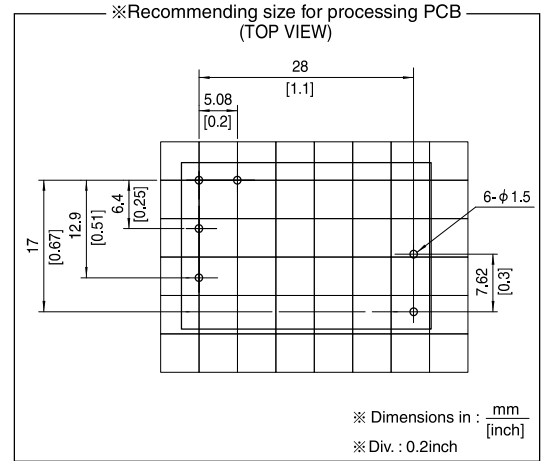 ※Recommending size for processing PCB
(TOP VIEW)
28
[1.1]
5.08
[0.2]
17
[0.67]
12.9
[0.51]
6.4
[0.25]
6-ϕ1.5
7.62
[0.3]
※ Dimensions in : mm
[inch]
※Div. : 0.2inch